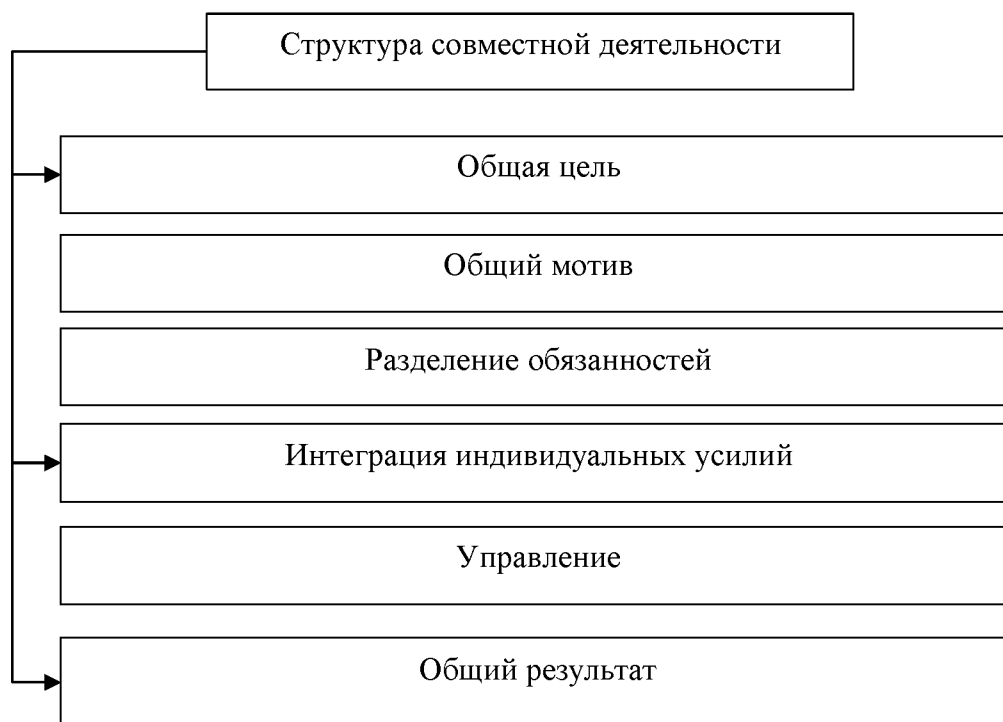 Структура совместной деятельности
Общая цель
Общий мотив
Разделение обязанностей
Интеграция индивидуальных усилий
Управление
Общий результат